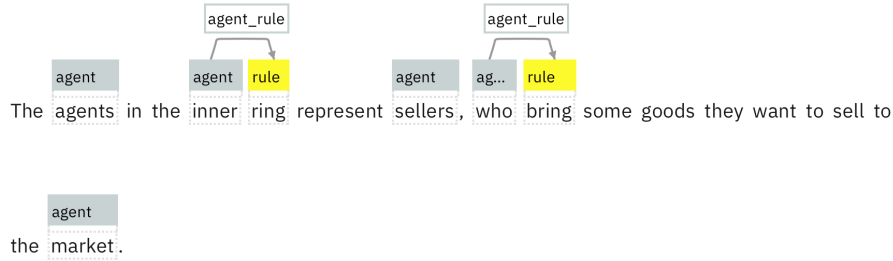 agent_rule agent_rule
agent agent rule agent ag... rule
The agents in the inner ring represent sellers, who bring some goods they want to sell to
agent
the market.